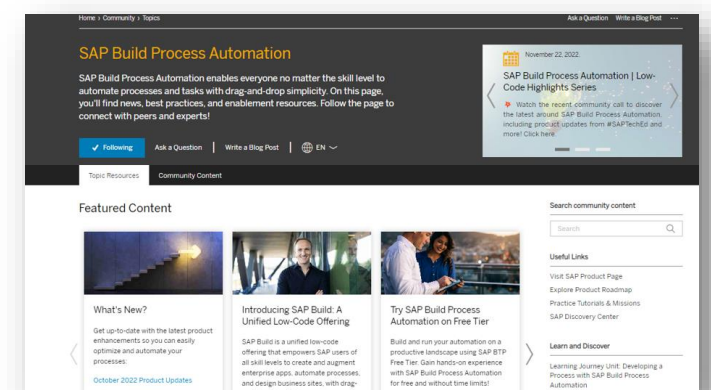 Home › Community › Topics
Ask a Question Write a Blog Post ...
SAP Build Process Automation
SAP Build Process Automation enables everyone no matter the skill level to
automate processes and tasks with drag-and-drop simplicity. On this page,
you'll find news, best practices, and enablement resources. Follow the page to
connect with peers and experts!
✓ Following Ask a Question | Write a Blog Post | EN
November 22, 2022.
SAP Build Process Automation | Low-
Code Highlights Series
Watch the recent community call to discover
the latest around SAP Build Process Automation,
including product updates from #SAPTechEd and
more! Click here.
Topic Resources Community Content
Featured Content
What's New?
Get up-to-date with the latest product
enhancements so you can easily
optimize and automate your
processes:
October 2022 Product Updates
Introducing SAP Build: A
Unified Low-Code Offering
SAP Build is a unified low-code
offering that empowers SAP users of
all skill levels to create and augment
enterprise apps, automate processes,
and design business sites, with drag-
Try SAP Build Process
Automation on Free Tier
Build and run your automation on a
productive landscape using SAP BTP
Free Tier. Gain hands-on experience
with SAP Build Process Automation
for free and without time limits!
Search community content
Search
Useful Links
Visit SAP Product Page
Explore Product Roadmap
Practice Tutorials & Missions
SAP Discovery Center
Learn and Discover
Learning Journey Unit: Developing a
Process with SAP Build Process
Automation